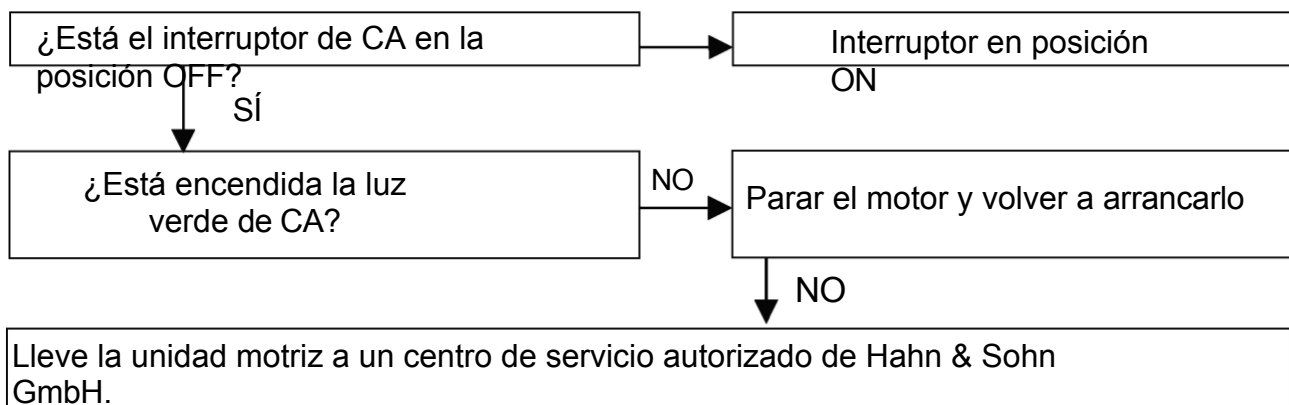 ¿Está el interruptor de CA en la
posición OFF?
Interruptor en posición
ON
SÍ
¿Está encendida la luz
verde de CA?
NO
Parar el motor y volver a arrancarlo
NO
Lleve la unidad motriz a un centro de servicio autorizado de Hahn & Sohn
GmbH.